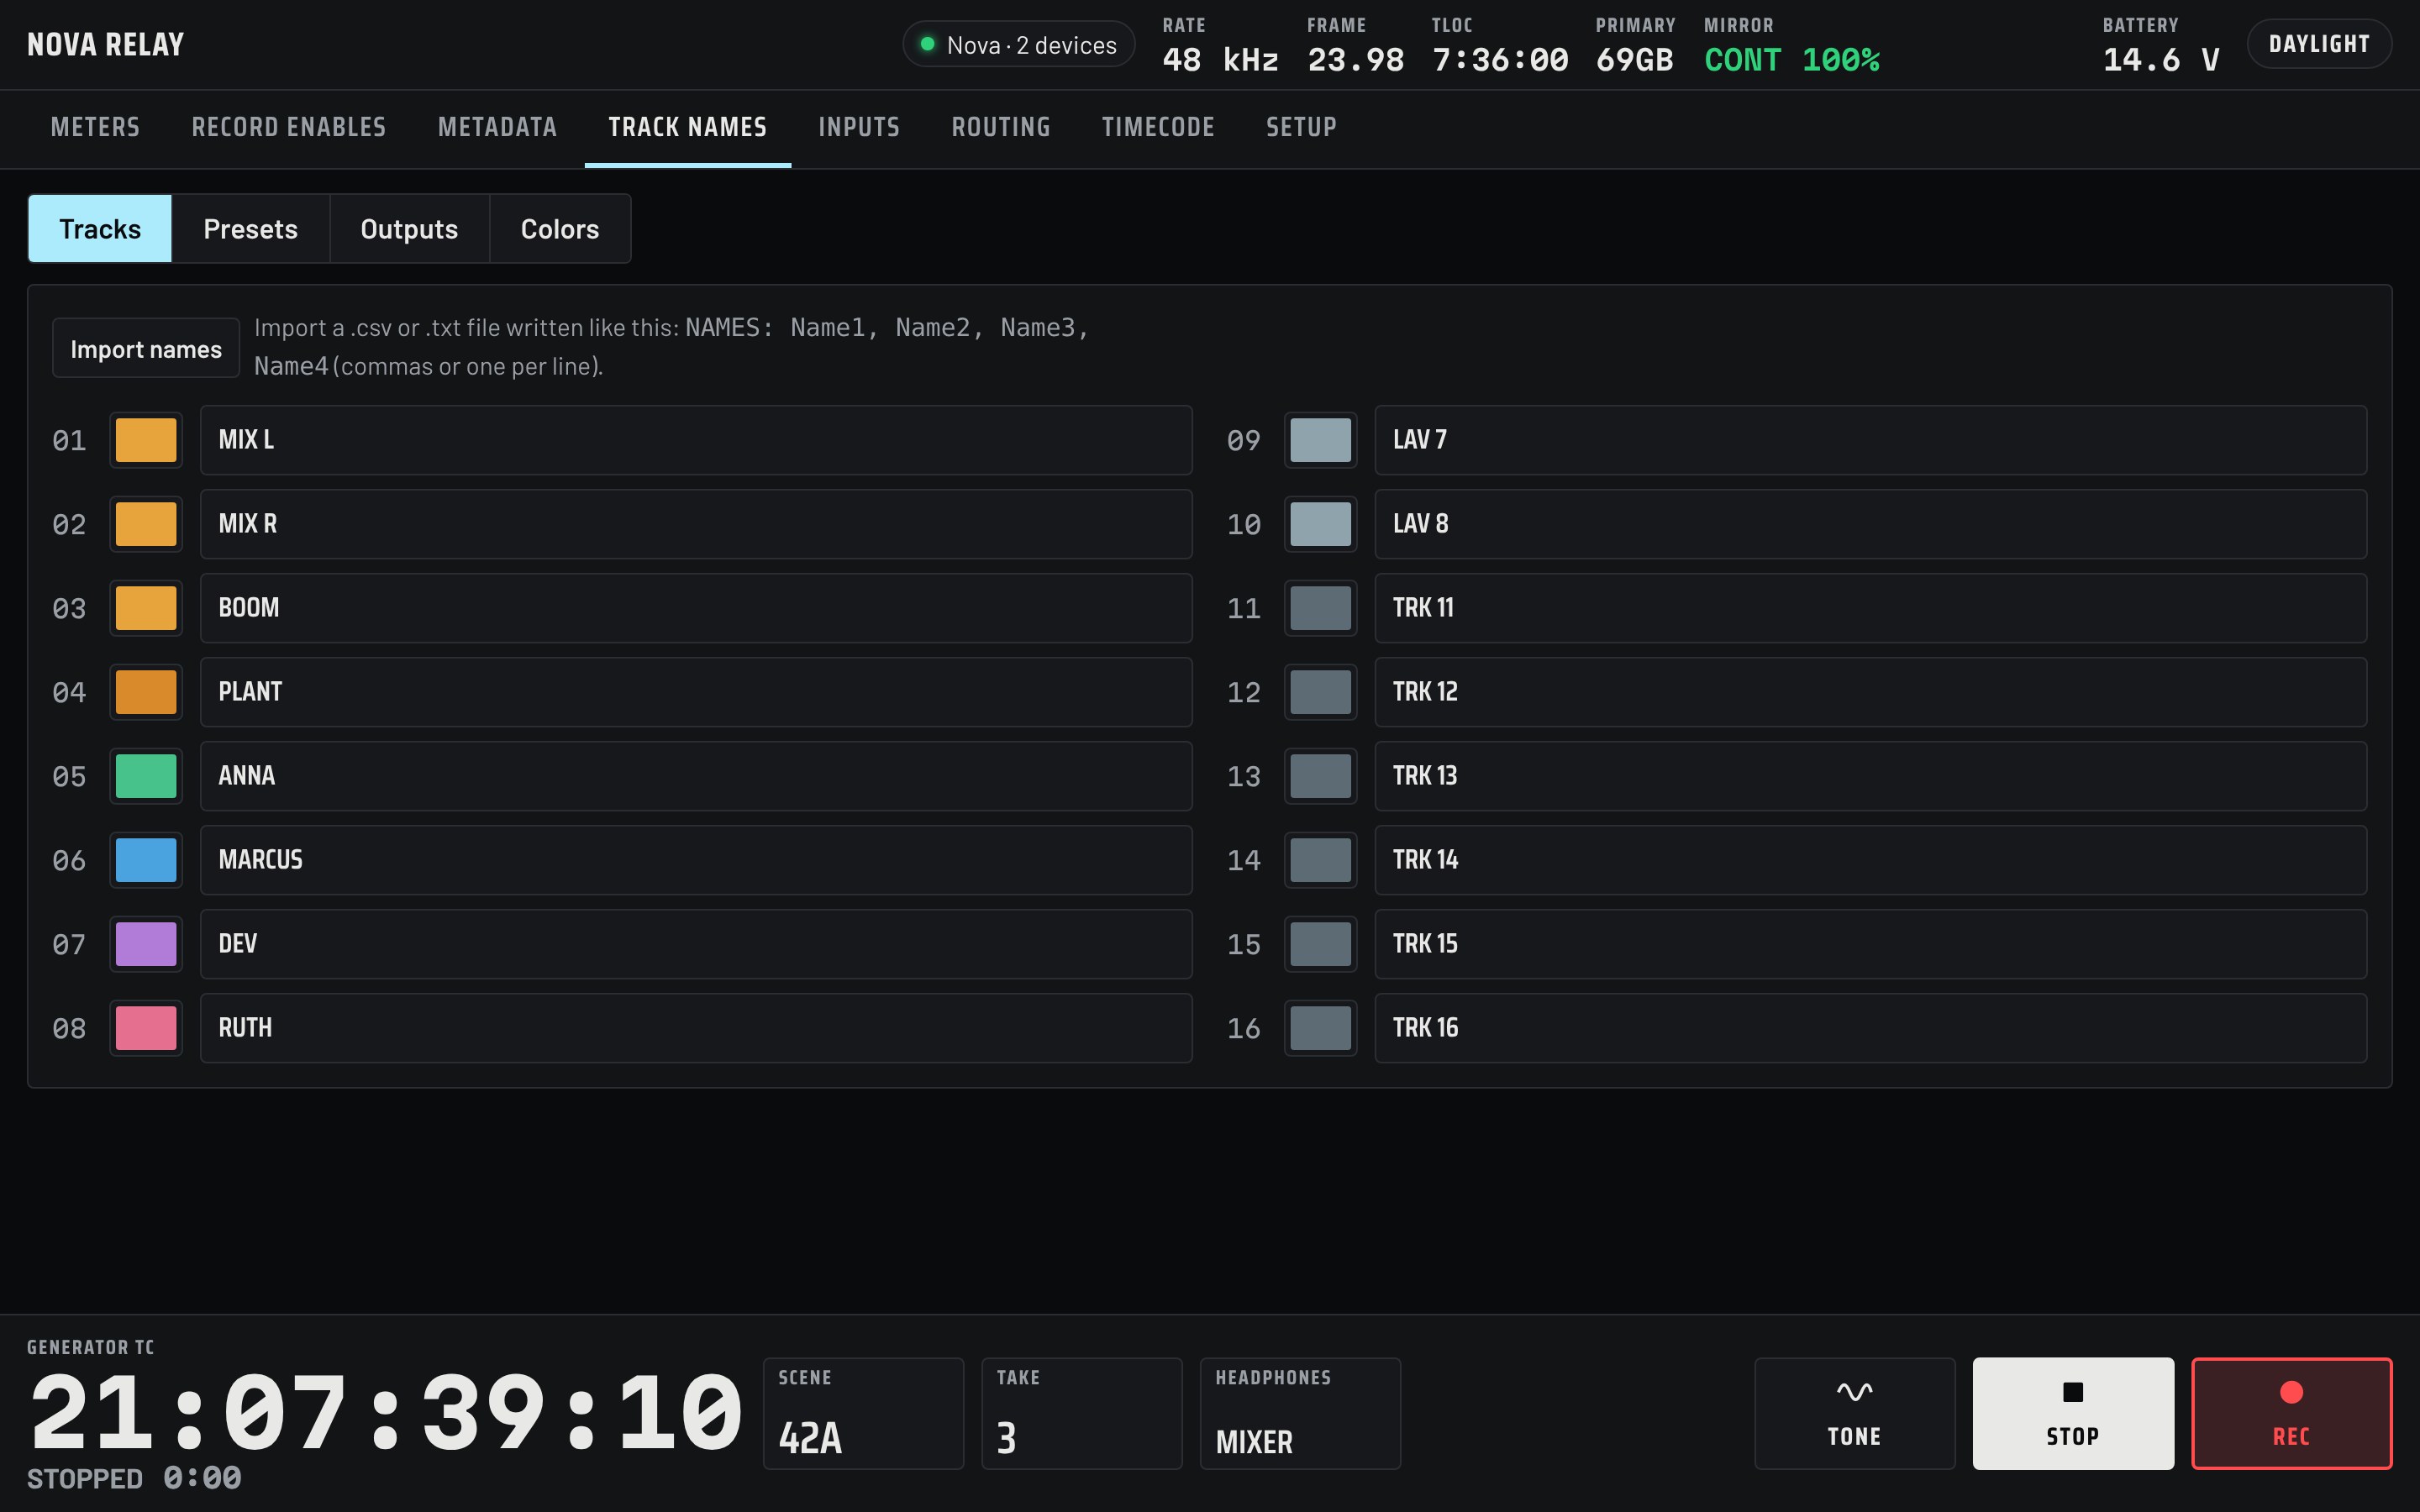 NOVA RELAY
Nova · 2 devices
RATE
48 kHz
FRAME
23.98
TLOC
7:36:00
PRIMARY
69GB
MIRROR
CONT 100%
BATTERY
14.6 V
DAYLIGHT
METERS
RECORD ENABLES
METADATA
TRACK NAMES
INPUTS
ROUTING
TIMECODE
SETUP
Tracks
Presets
Outputs
Colors
Import names
Import a .csv or .txt file written like this: NAMES: Name1, Name2, Name3,
Name4 (commas or one per line).
01 MIX L
02 MIX R
03 BOOM
04 PLANT
05 ANNA
06 MARCUS
07 DEV
08 RUTH
09 LAV 7
10 LAV 8
11 TRK 11
12 TRK 12
13 TRK 13
14 TRK 14
15 TRK 15
16 TRK 16
GENERATOR TC
21:07:39:10
STOPPED 0:00
SCENE
42A
TAKE
3
HEADPHONES
MIXER
TONE
STOP
REC